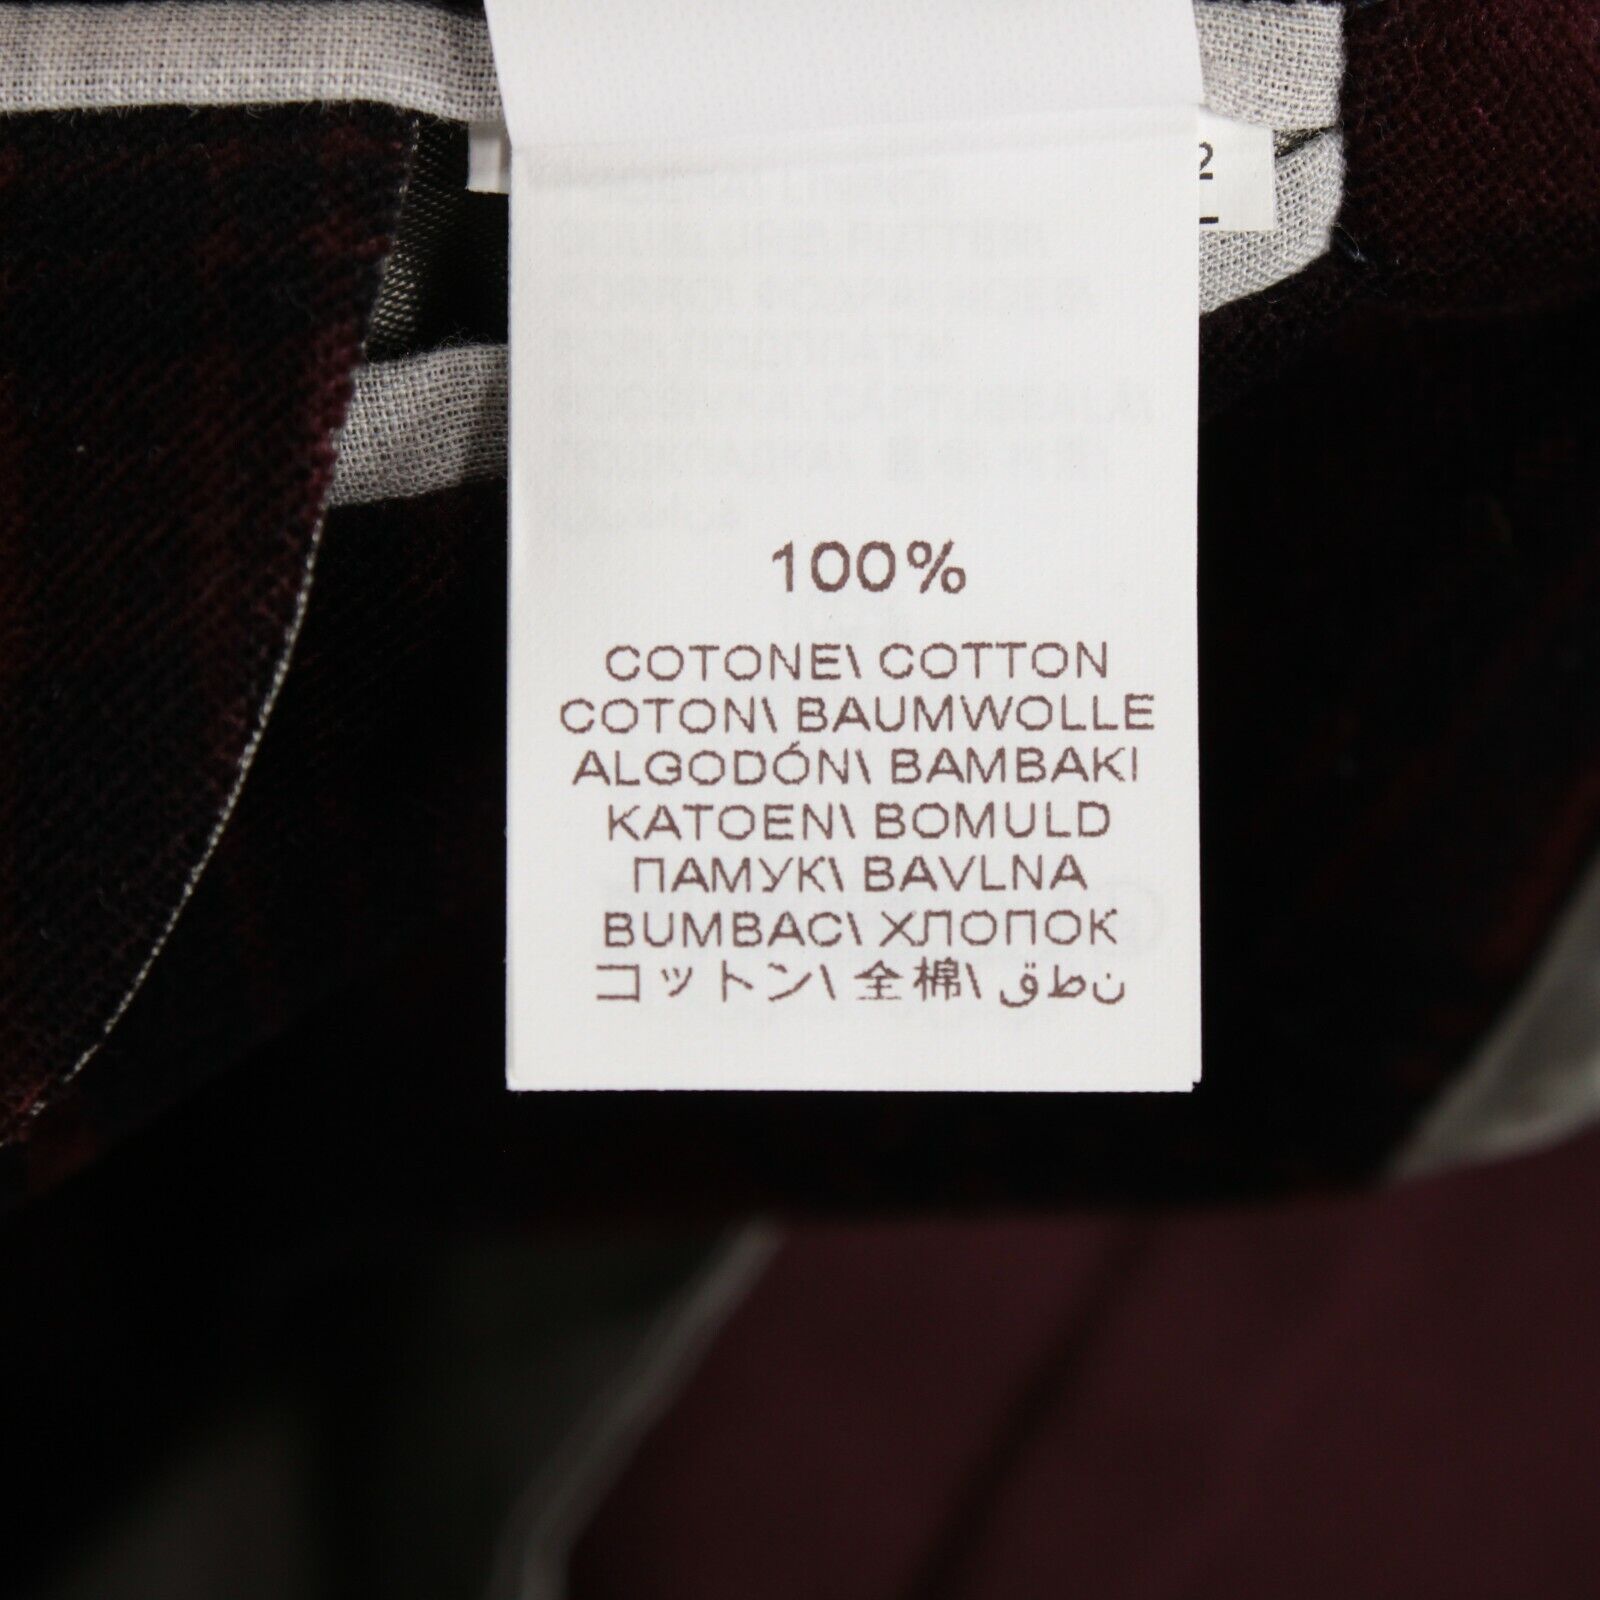 2
100%
COTONE\ COTTON
COTON\ BAUMWOLLE
ALGODÓN\ BAMBAKI
KATOEN\ BOMULD
ПАМУК\ BAVLNA
BUMBAC\ ХЛОПОК
コットン\ 全棉\ ن ط ق